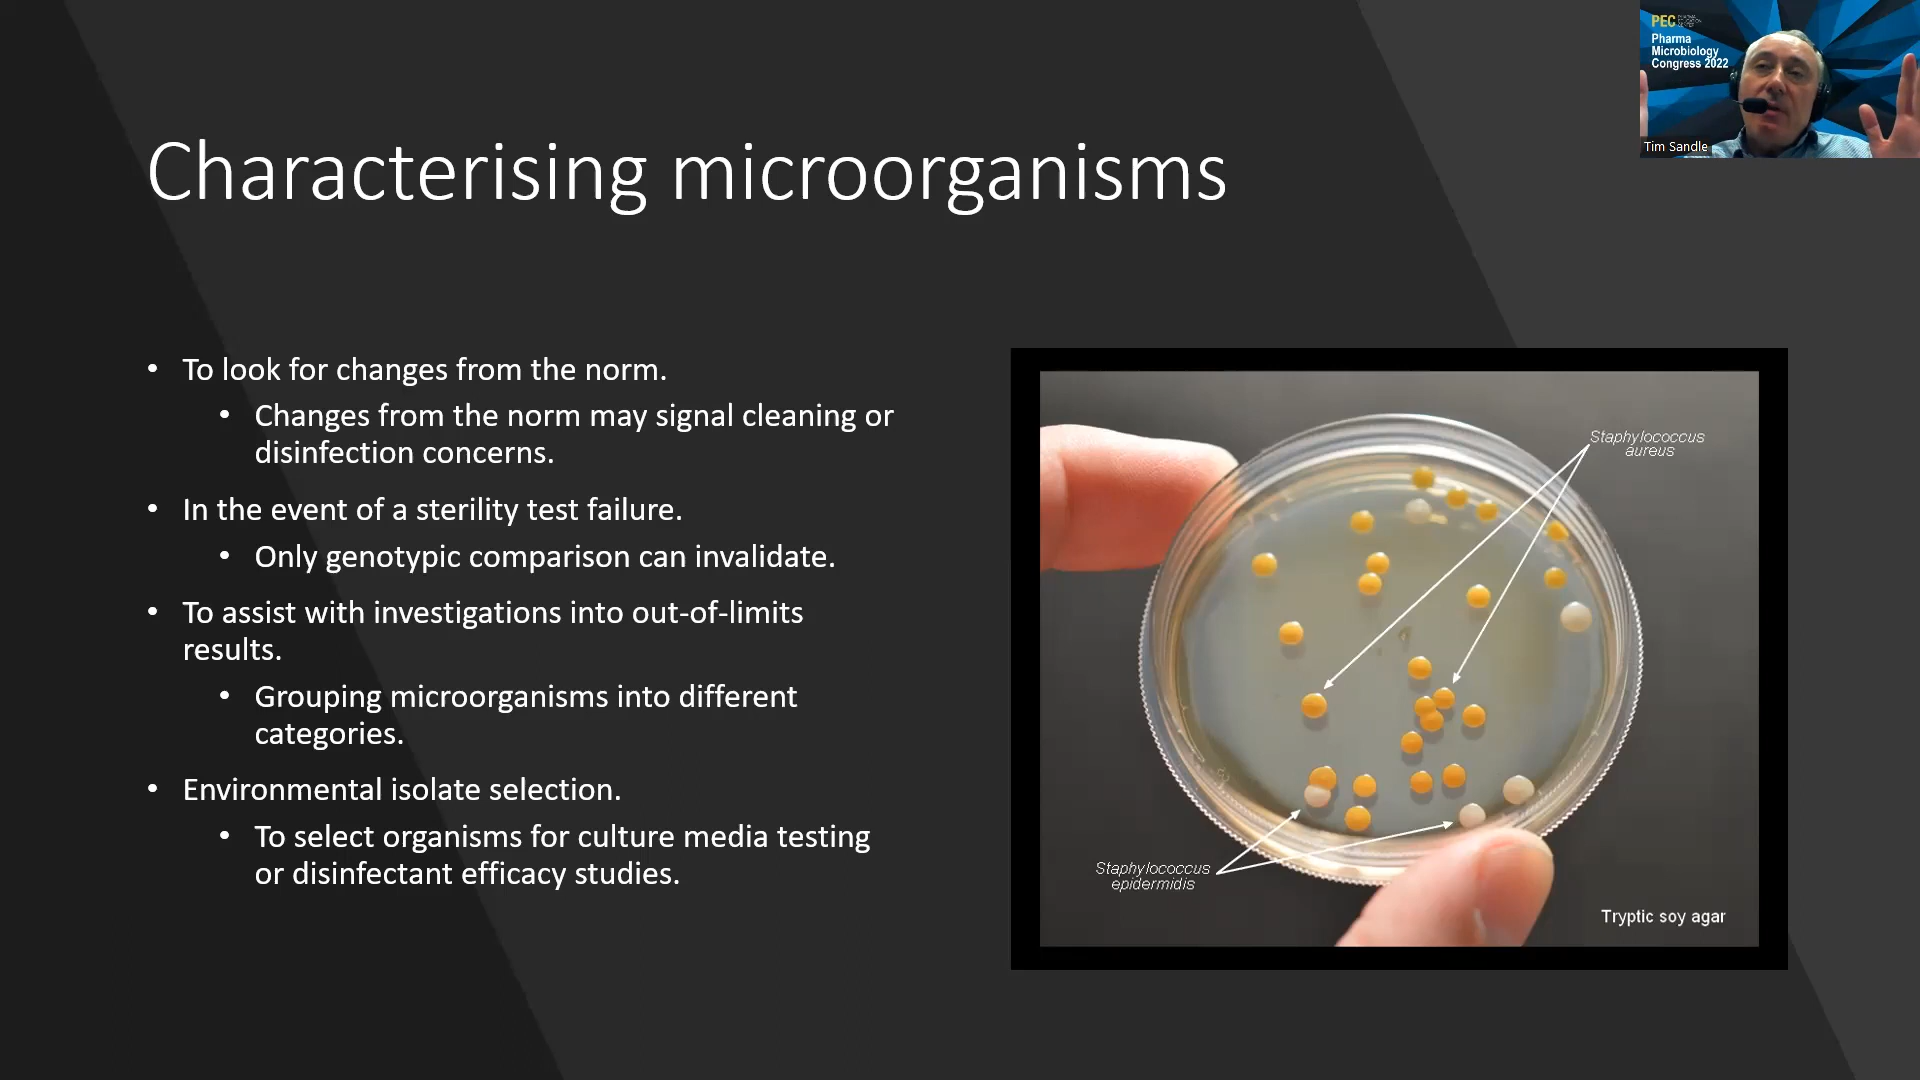 PEC
Pharma
Microbiology
Congress 2022
Tim Sandle
Characterising microorganisms
• To look for changes from the norm.
• Changes from the norm may signal cleaning or
disinfection concerns.
• In the event of a sterility test failure.
• Only genotypic comparison can invalidate.
• To assist with investigations into out-of-limits
results.
• Grouping microorganisms into different
categories.
• Environmental isolate selection.
• To select organisms for culture media testing
or disinfectant efficacy studies.
Staphylococcus
aureus
Staphylococcus
epidermidis
Tryptic soy agar